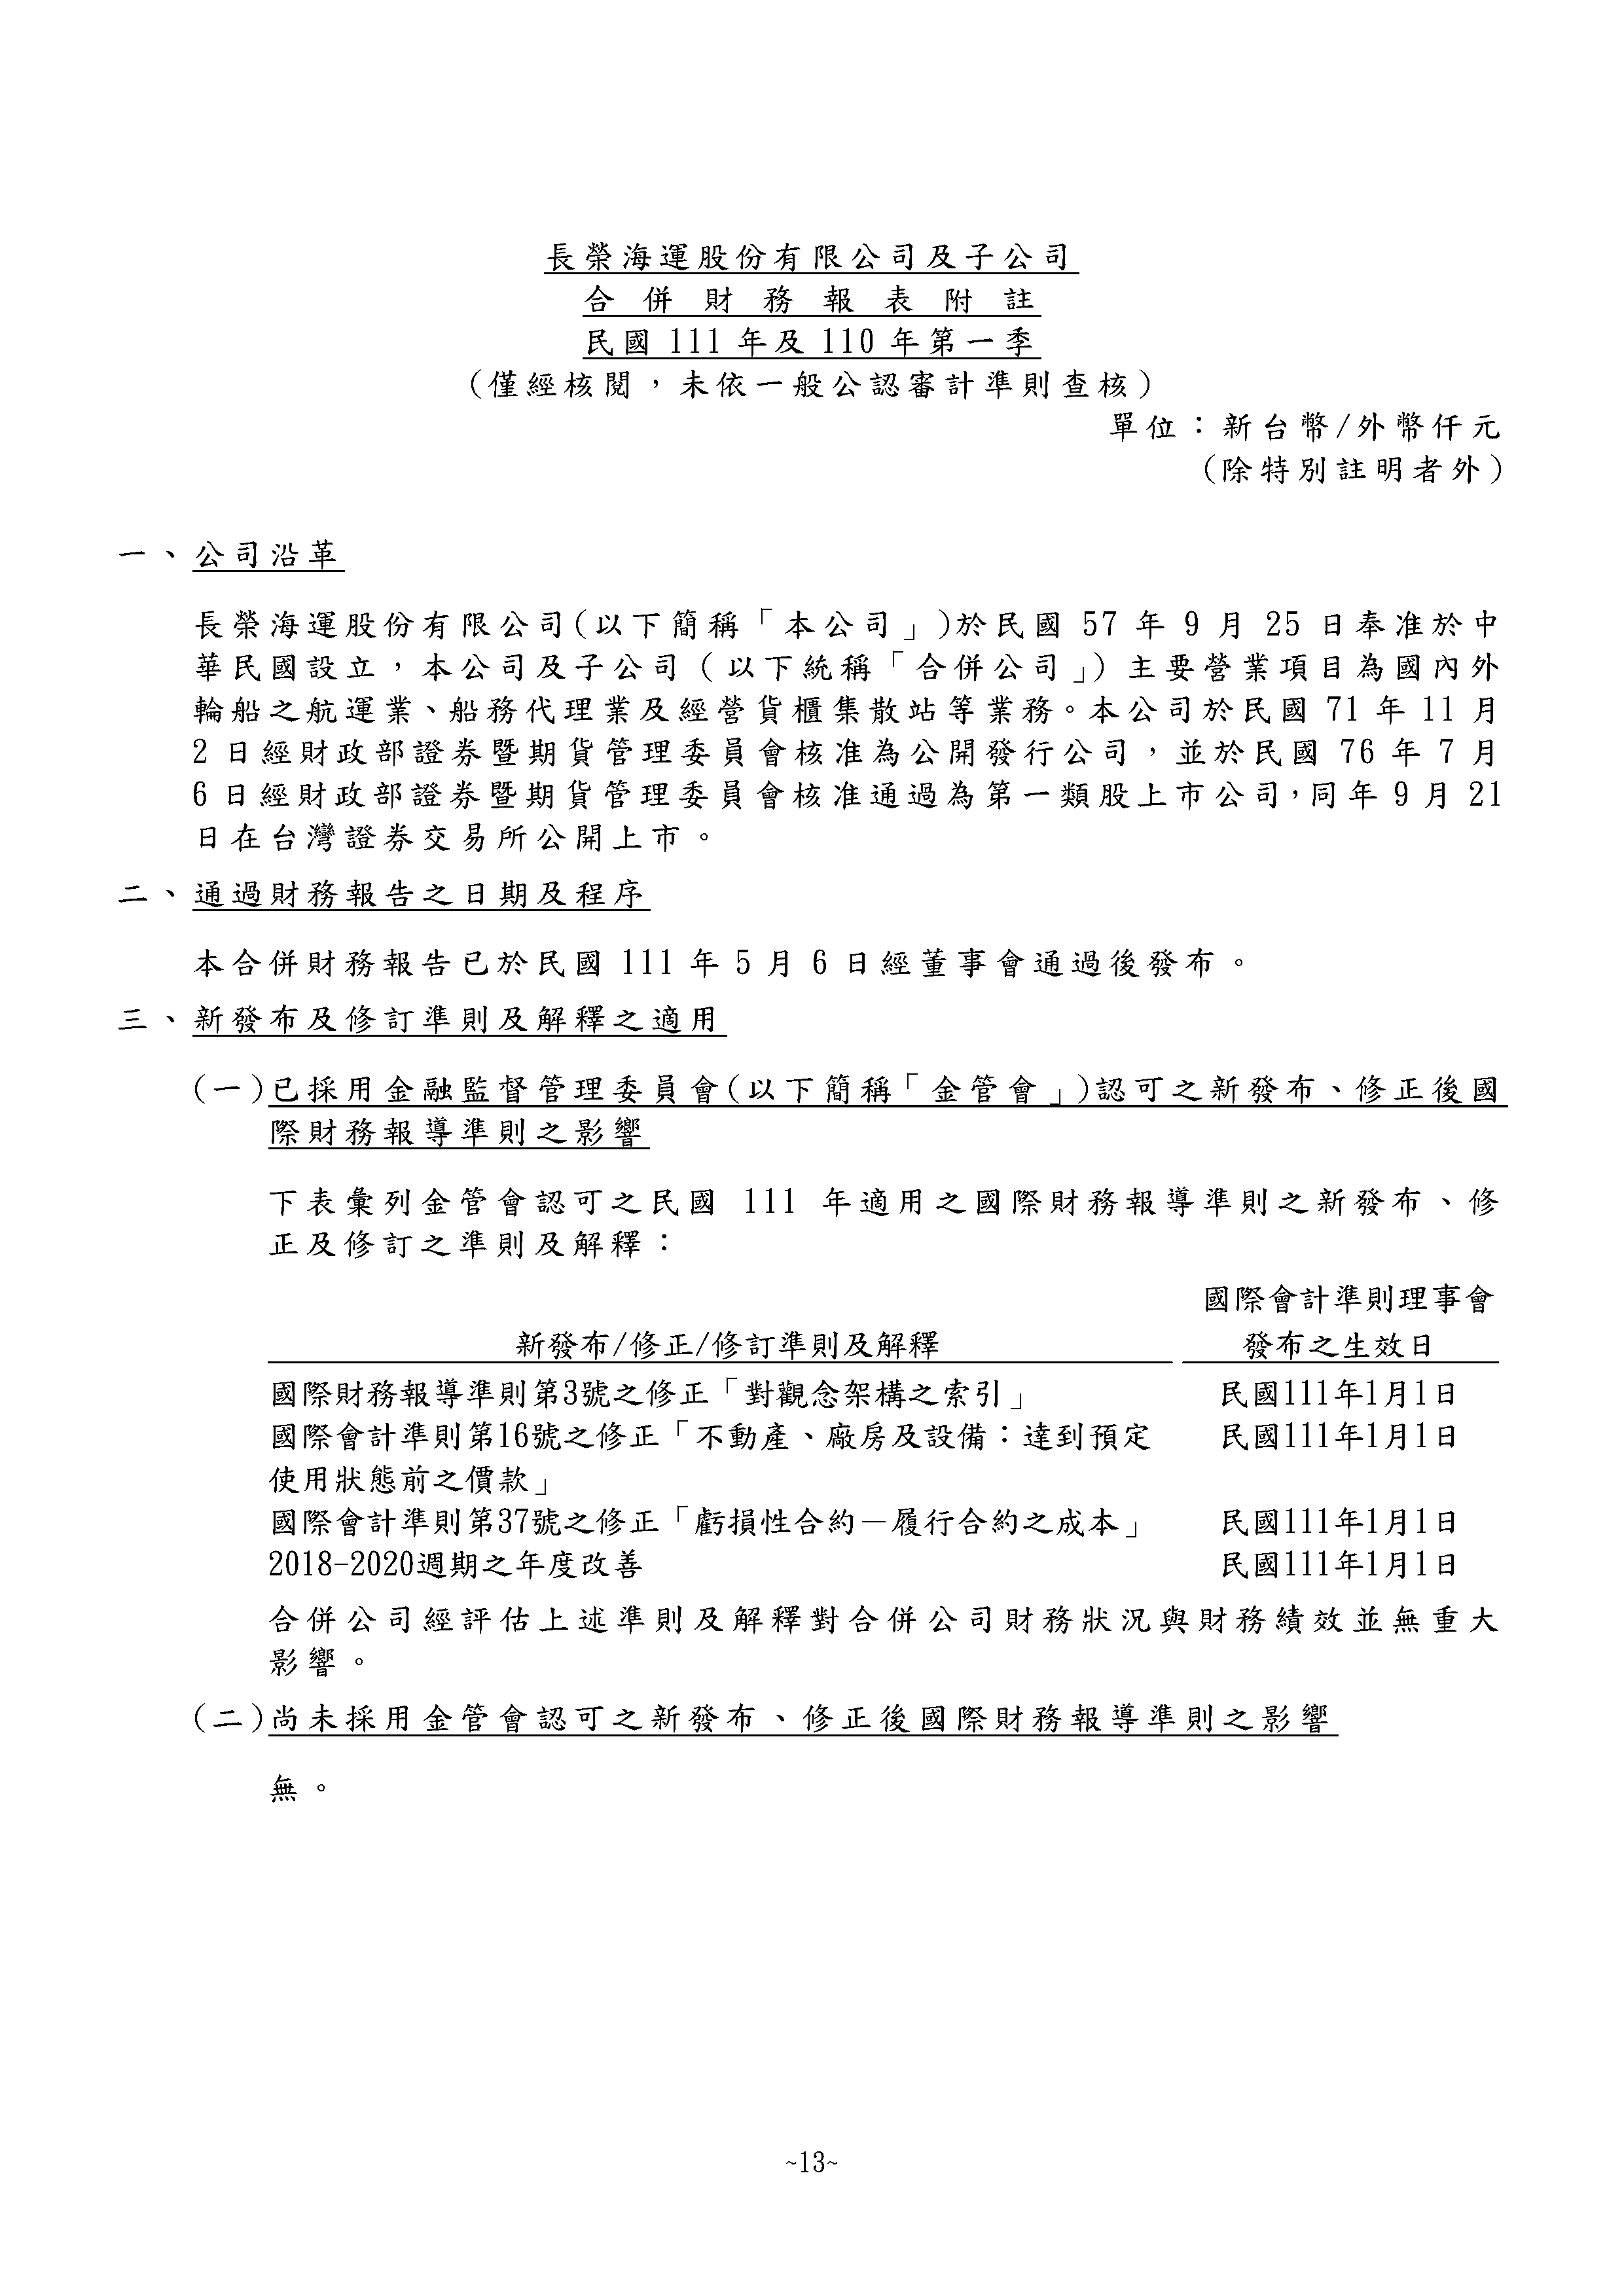 長榮海運股份有限公司及子公司
合併財務報表附註
民國 111 年及 110 年第一季
(僅經核閱，未依一般公認審計準則查核)
單位：新台幣/外幣仟元
(除特別註明者外)
一、公司沿革
長榮海運股份有限公司(以下簡稱「本公司」)於民國 57 年 9 月 25 日奉准於中
華民國設立，本公司及子公司(以下統稱「合併公司」)主要營業項目為國內外
輪船之航運業、船務代理業及經營貨櫃集散站等業務。本公司於民國 71 年 11 月
2 日經財政部證券暨期貨管理委員會核准為公開發行公司，並於民國 76 年 7 月
6 日經財政部證券暨期貨管理委員會核准通過為第一類股上市公司，同年 9 月 21
日在台灣證券交易所公開上市。
二、通過財務報告之日期及程序
本合併財務報告已於民國 111 年 5 月 6 日經董事會通過後發布。
三、新發布及修訂準則及解釋之適用
(一)已採用金融監督管理委員會(以下簡稱「金管會」)認可之新發布、修正後國
際財務報導準則之影響
下表彙列金管會認可之民國 111 年適用之國際財務報導準則之新發布、修
正及修訂之準則及解釋：
國際會計準則理事會
新發布/修正/修訂準則及解釋 發布之生效日
國際財務報導準則第3號之修正「對觀念架構之索引」 民國111年1月1日
國際會計準則第16號之修正「不動產、廠房及設備：達到預定 民國111年1月1日
使用狀態前之價款」
國際會計準則第37號之修正「虧損性合約－履行合約之成本」 民國111年1月1日
2018-2020週期之年度改善 民國111年1月1日
合併公司經評估上述準則及解釋對合併公司財務狀況與財務績效並無重大
影響。
(二)尚未採用金管會認可之新發布、修正後國際財務報導準則之影響
無。
~13~